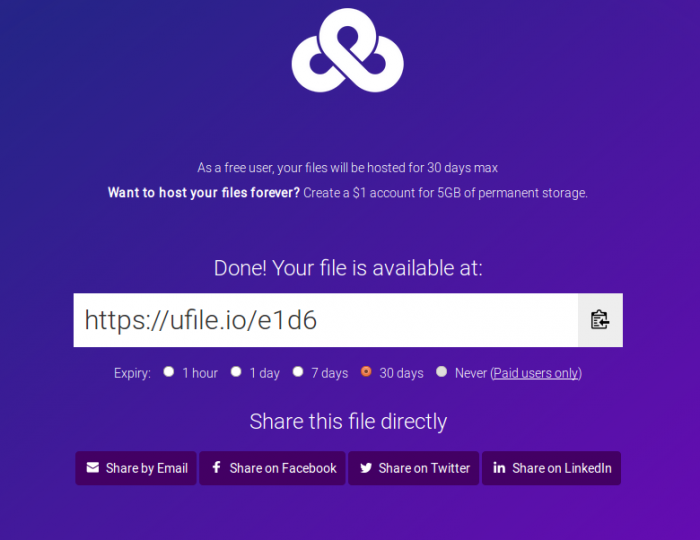 As a free user, your files will be hosted for 30 days max
Want to host your files forever? Create a $1 account for 5GB of permanent storage.
Done! Your file is available at:
https://ufile.io/e1d6
Expiry: 1 hour 1 day 7 days 30 days Never (Paid users only)
Share this file directly
Share by Email Share on Facebook Share on Twitter Share on LinkedIn